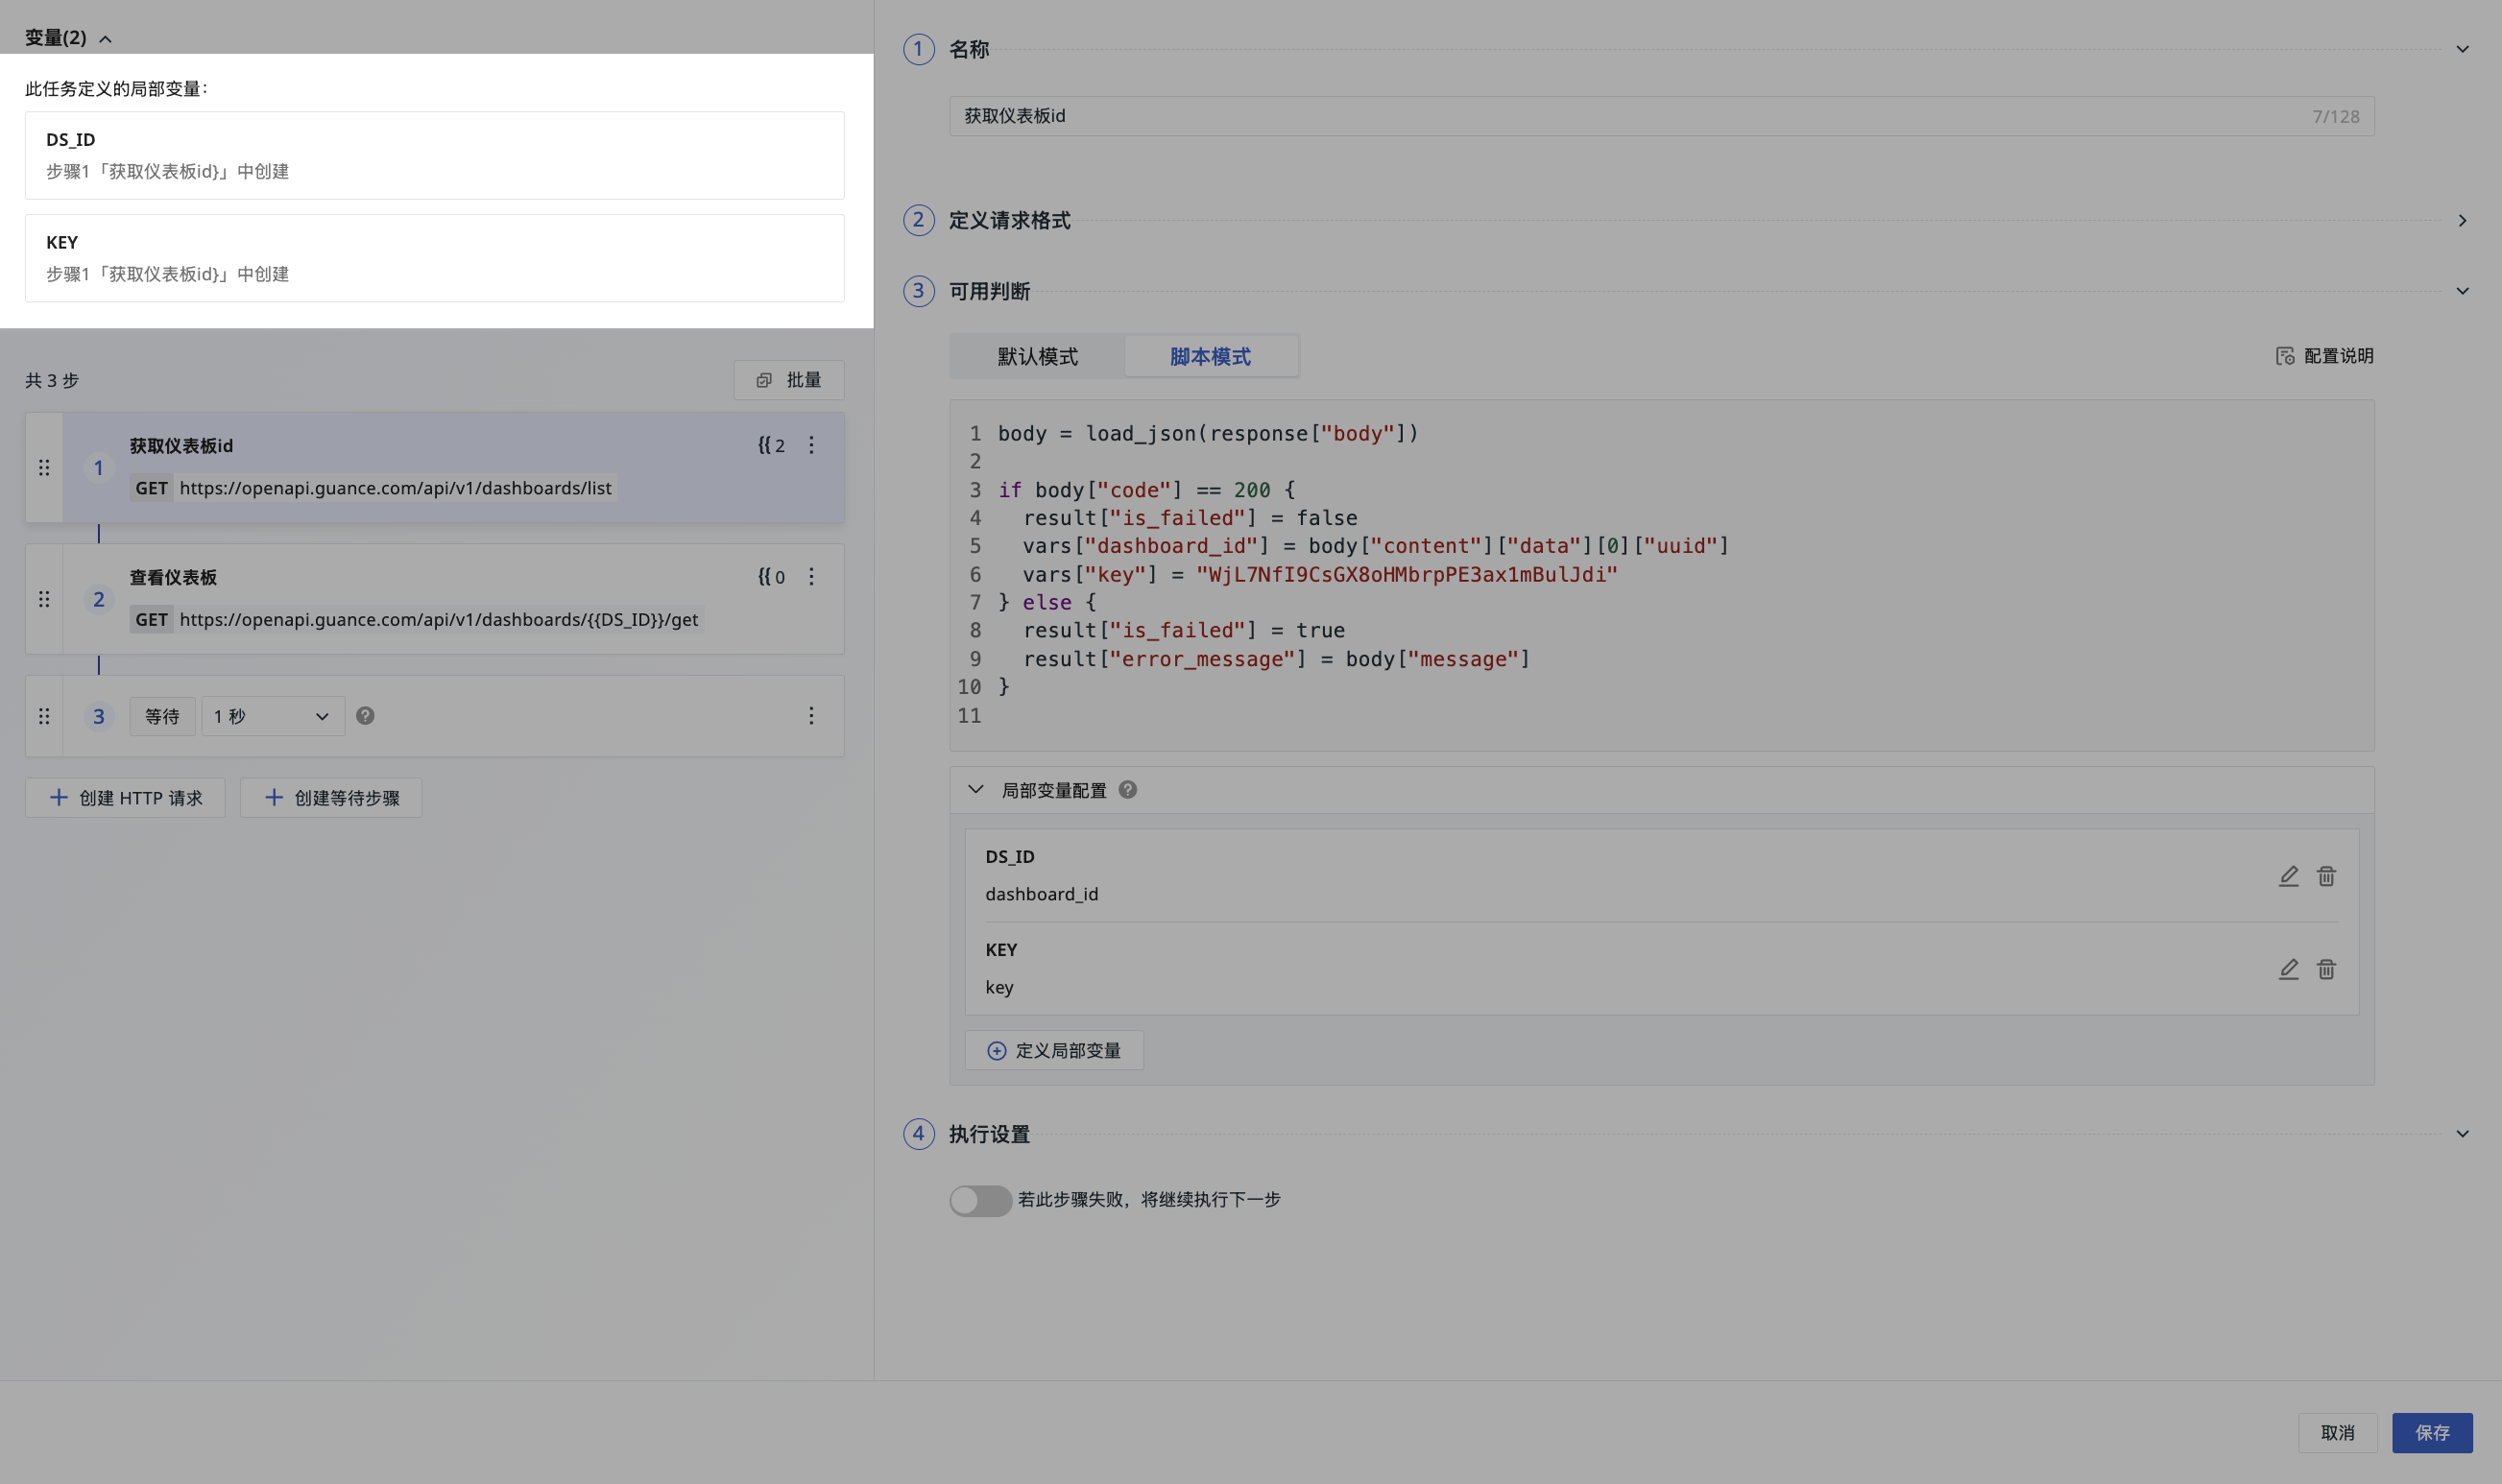 变量(2)
此任务定义的局部变量：
DS_ID
步骤1「获取仪表板id}」中创建
KEY
步骤1「获取仪表板id}」中创建
共 3 步
批量
1
获取仪表板id
{{ 2
GET https://openapi.guance.com/api/v1/dashboards/list
2
查看仪表板
{{ 0
GET https://openapi.guance.com/api/v1/dashboards/{{DS_ID}}/get
3
等待
1 秒
创建 HTTP 请求
创建等待步骤
1 名称
获取仪表板id
7/128
2 定义请求格式
3 可用判断
默认模式
脚本模式
配置说明
1 body = load_json(response["body"])
2
3 if body["code"] == 200 {
4   result["is_failed"] = false
5   vars["dashboard_id"] = body["content"]["data"][0]["uuid"]
6   vars["key"] = "WjL7NfI9CsGX8oHMbrpPE3ax1mBulJdi"
7 } else {
8   result["is_failed"] = true
9   result["error_message"] = body["message"]
10 }
11
局部变量配置
DS_ID
dashboard_id
KEY
key
定义局部变量
4 执行设置
若此步骤失败，将继续执行下一步
取消
保存